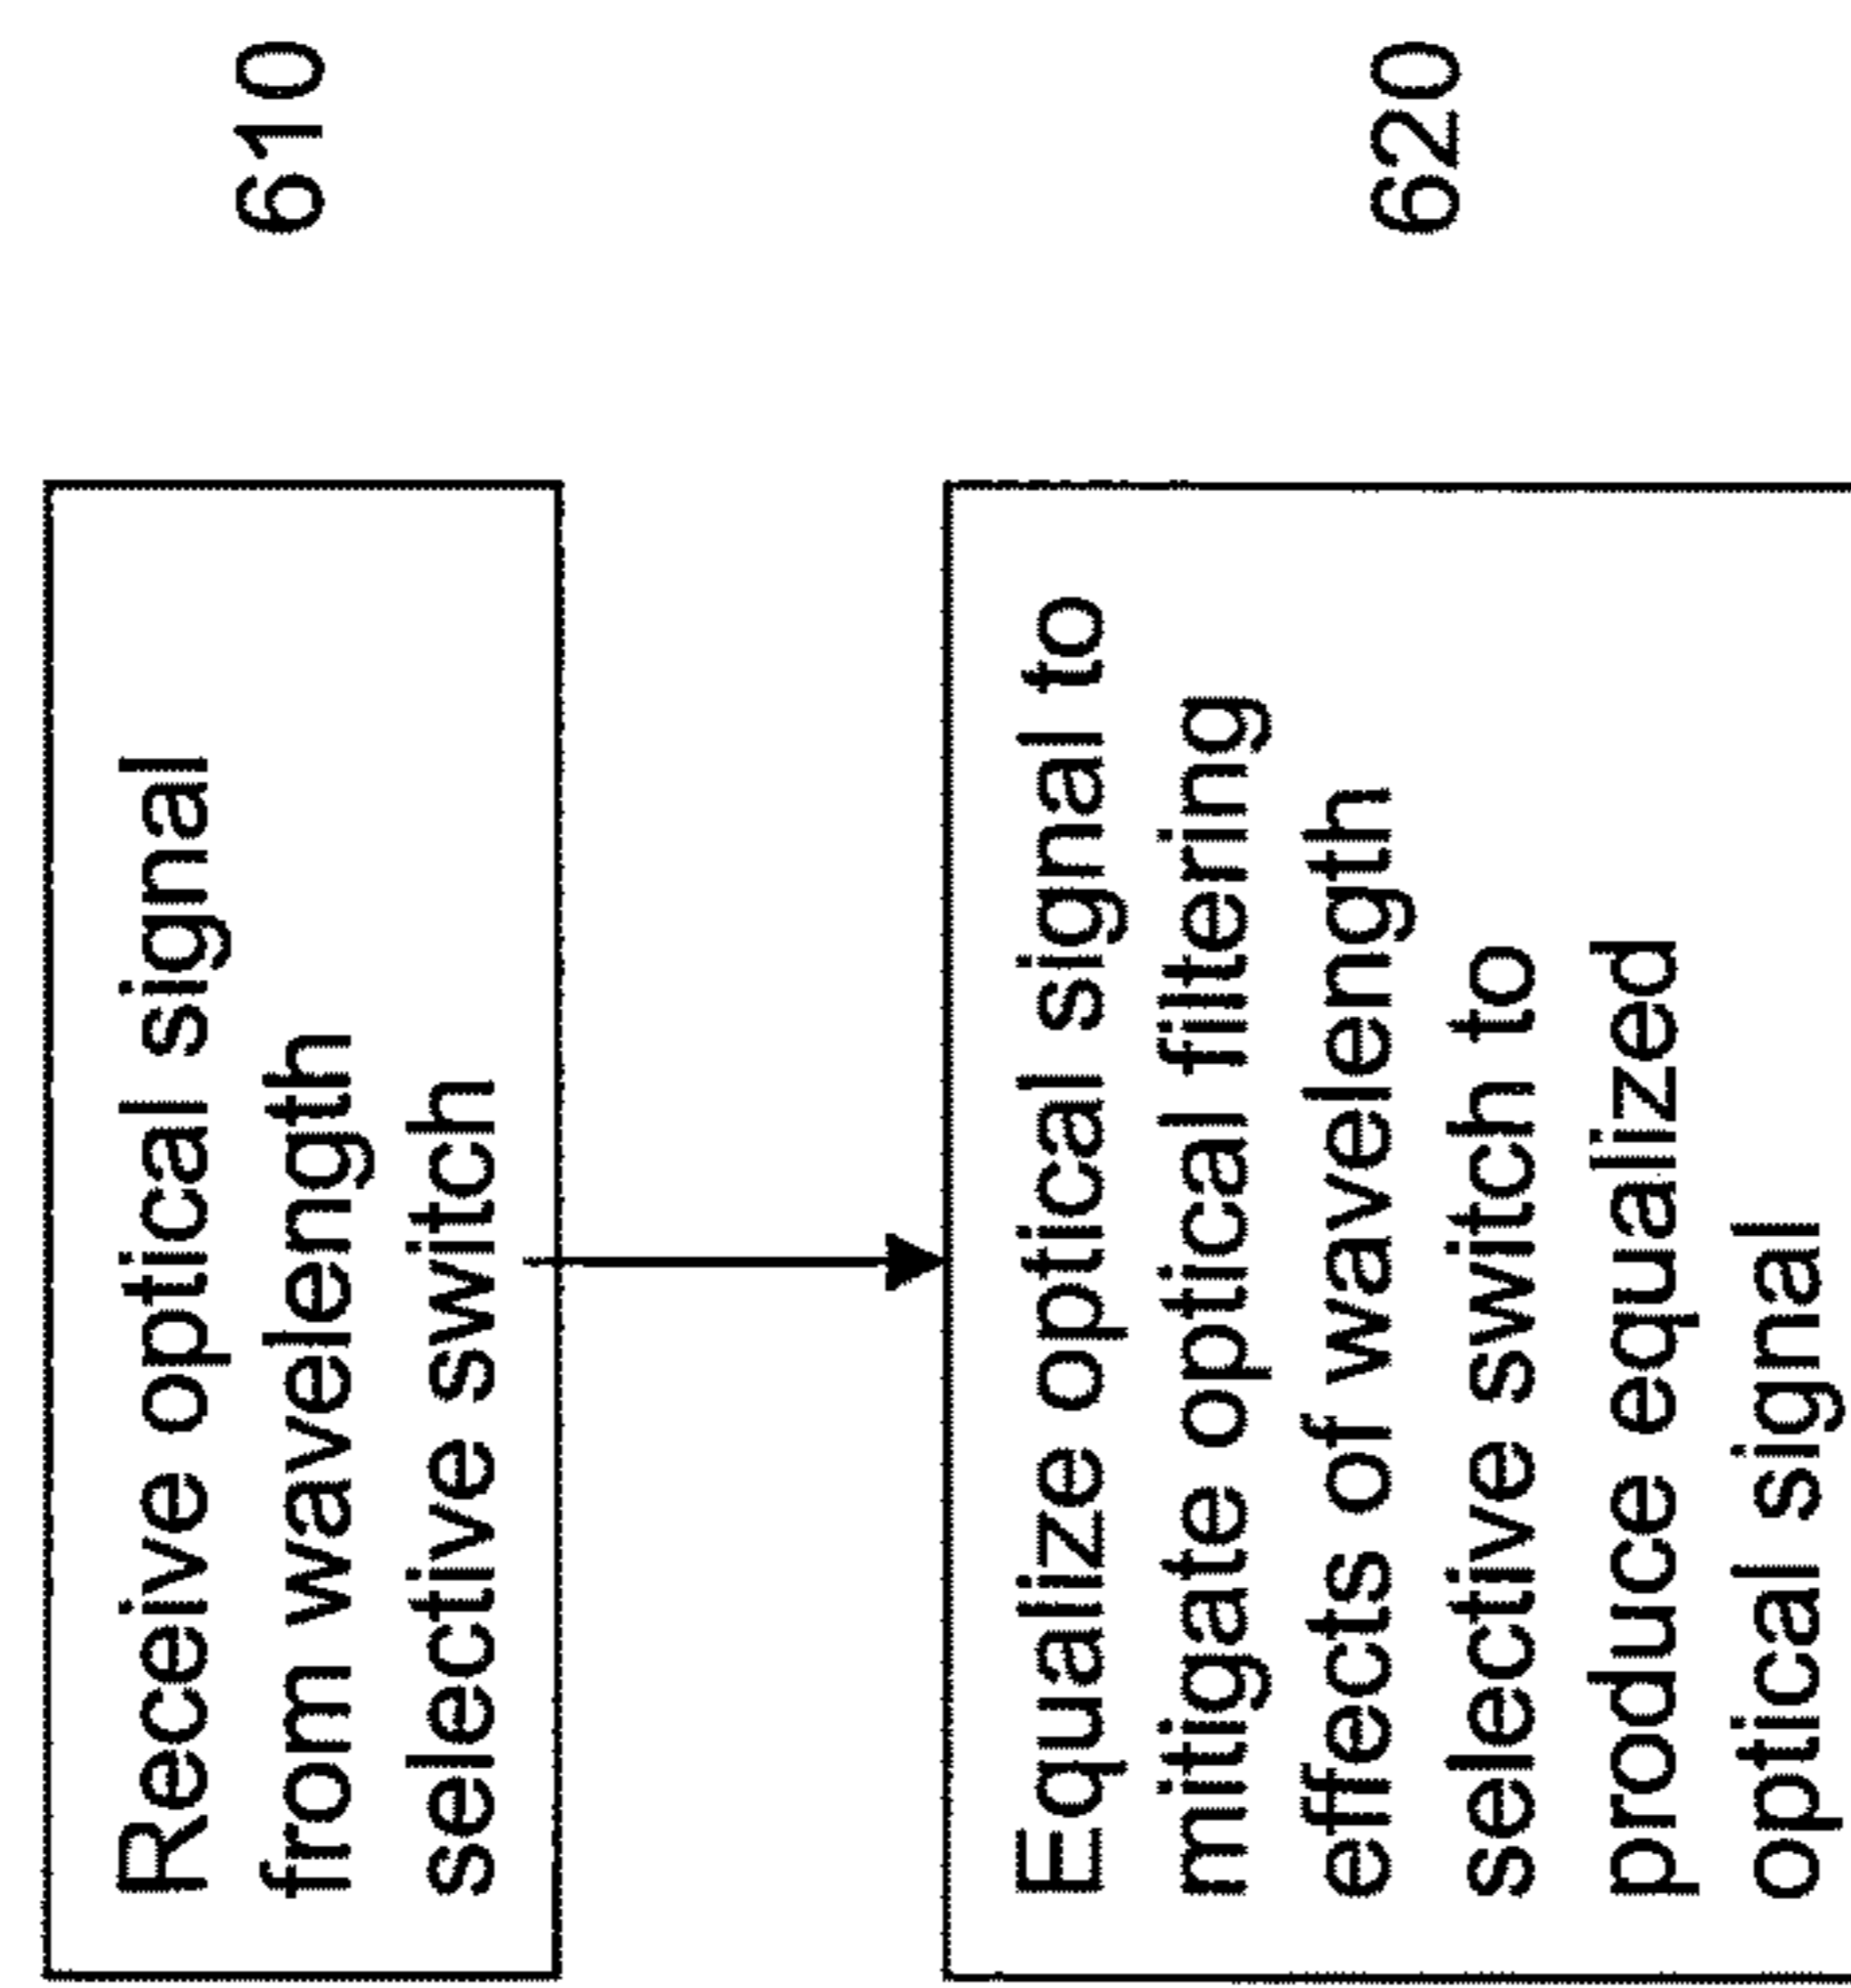 Receive optical signal
from wavelength
selective switch
610
Equalize optical signal to
mitigate optical filtering
effects of wavelength
selective switch to
produce equalized
optical signal
620